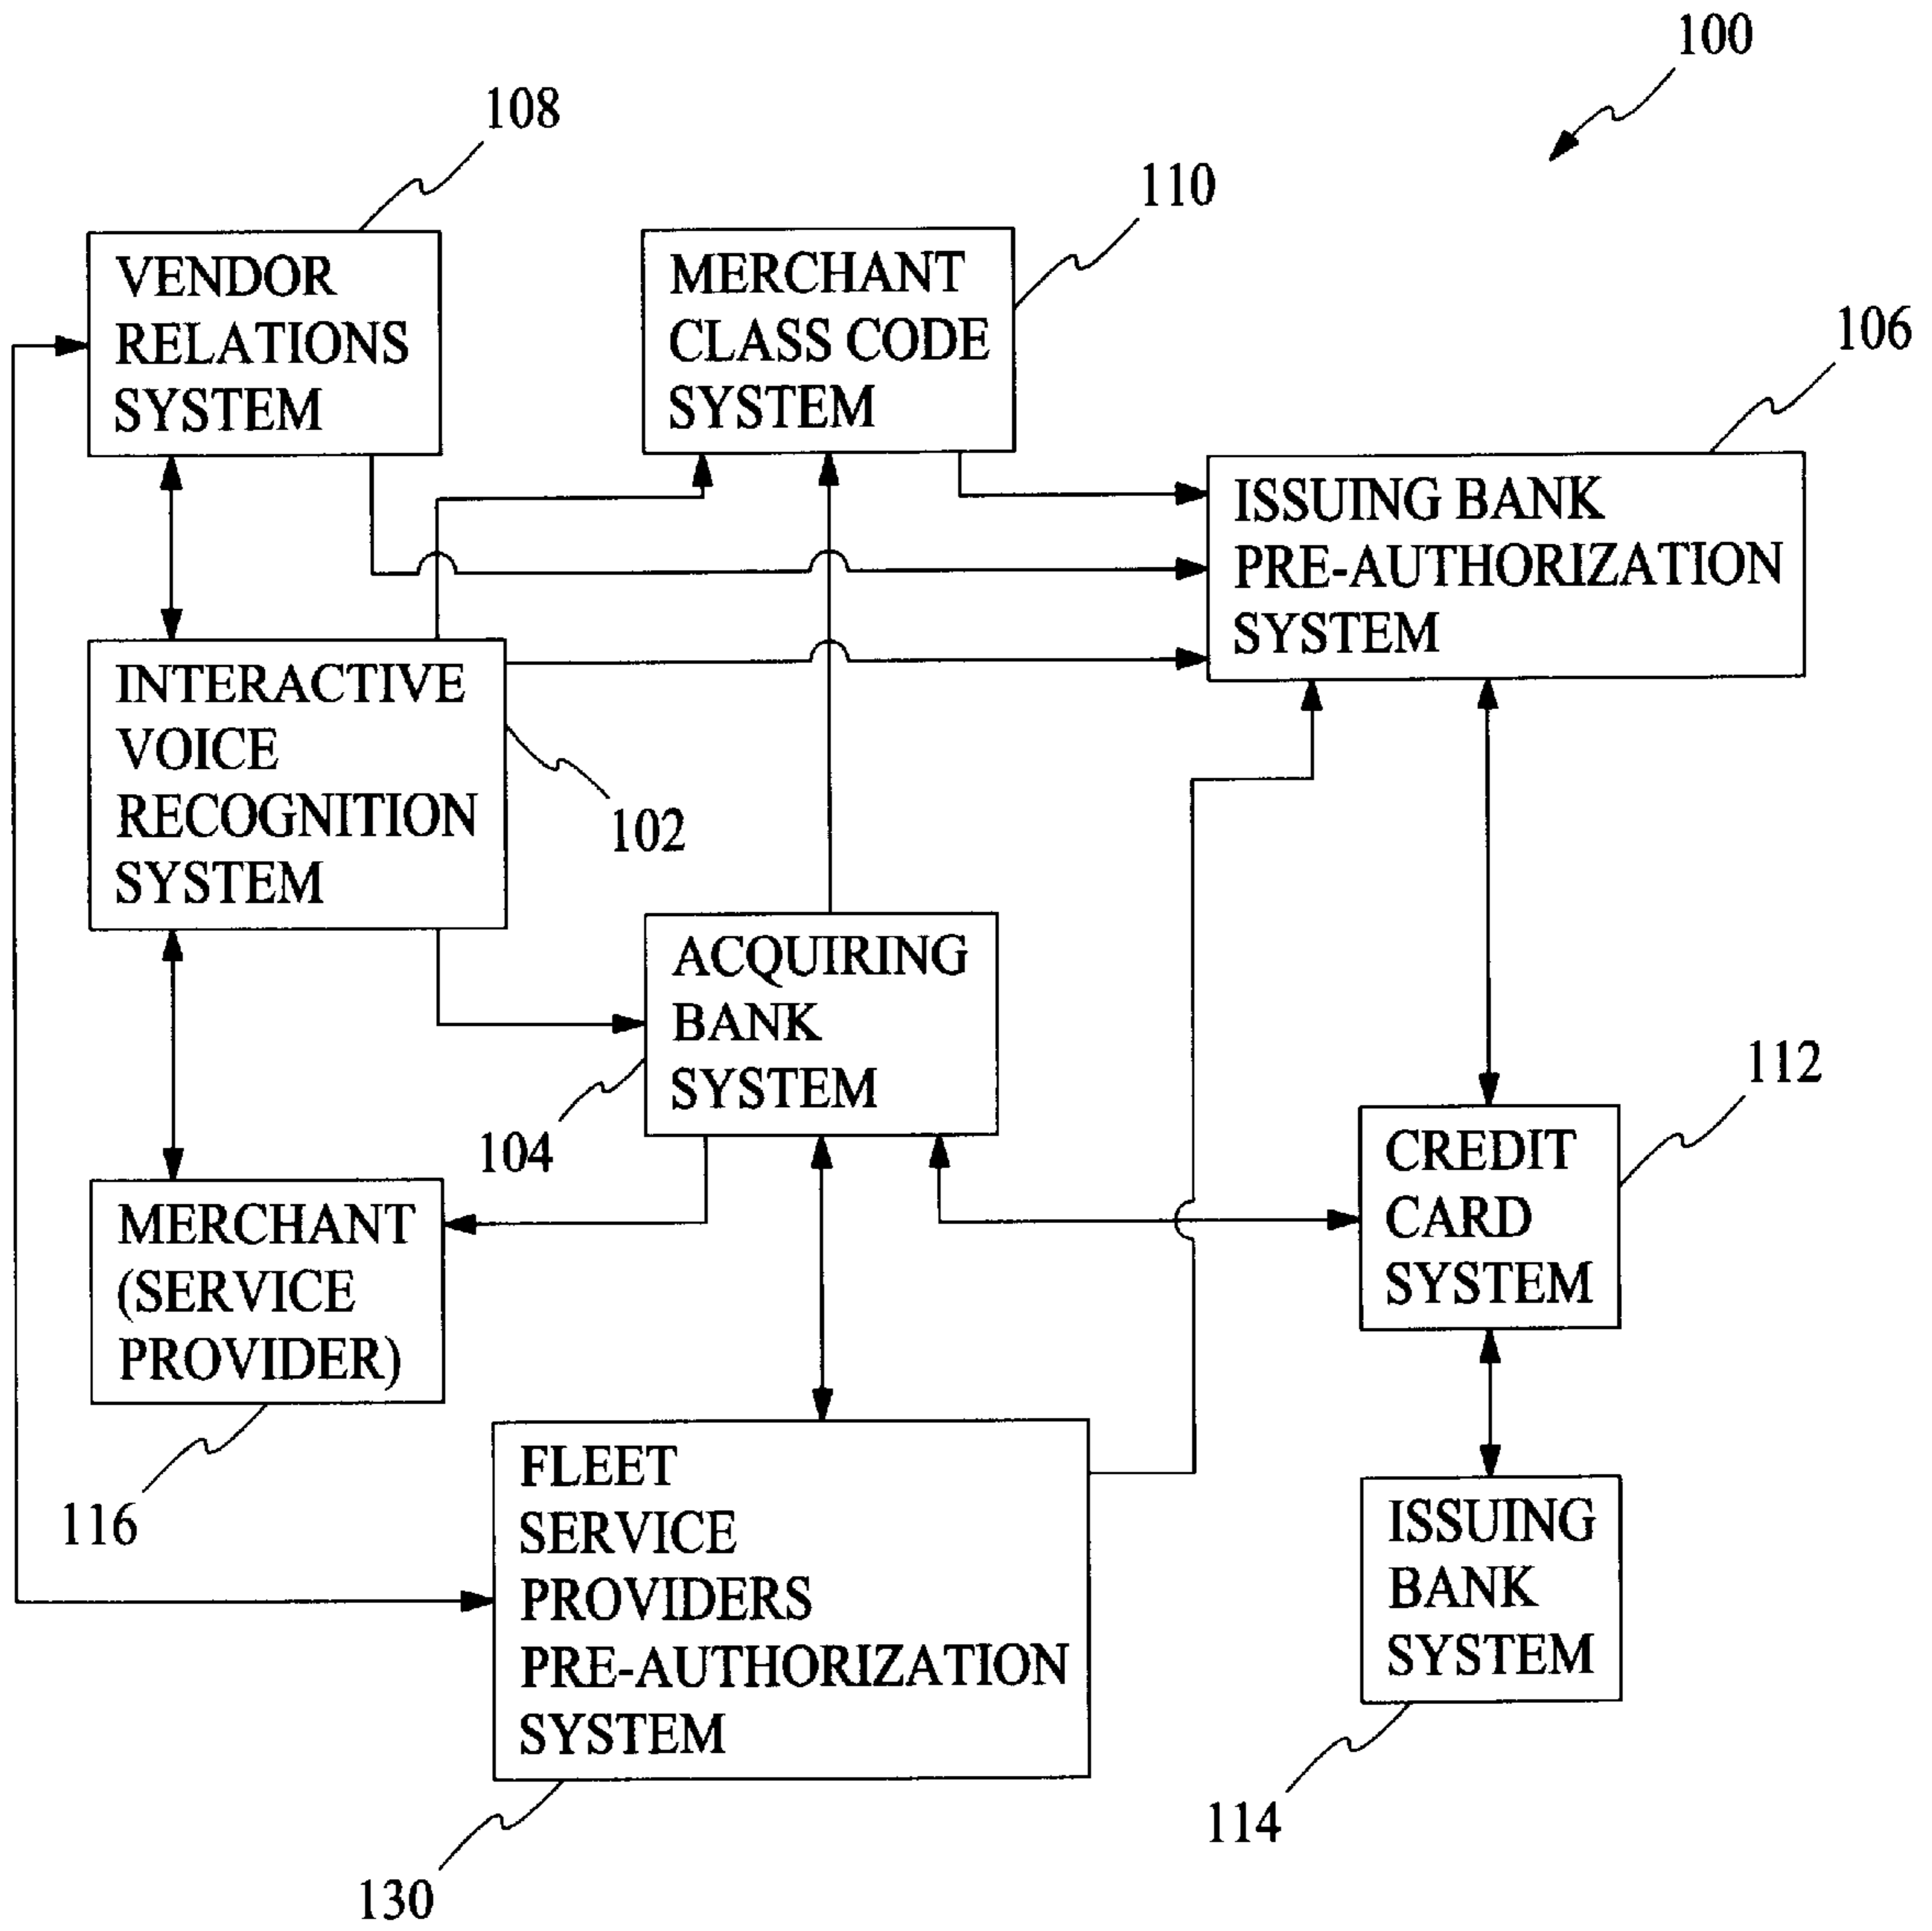 100
108
110
VENDOR
RELATIONS
SYSTEM
MERCHANT
CLASS CODE
SYSTEM
106
ISSUING BANK
PRE-AUTHORIZATION
SYSTEM
INTERACTIVE
VOICE
RECOGNITION
SYSTEM
102
ACQUIRING
BANK
SYSTEM
104
112
CREDIT
CARD
SYSTEM
MERCHANT
(SERVICE
PROVIDER)
116
FLEET
SERVICE
PROVIDERS
PRE-AUTHORIZATION
SYSTEM
130
ISSUING
BANK
SYSTEM
114